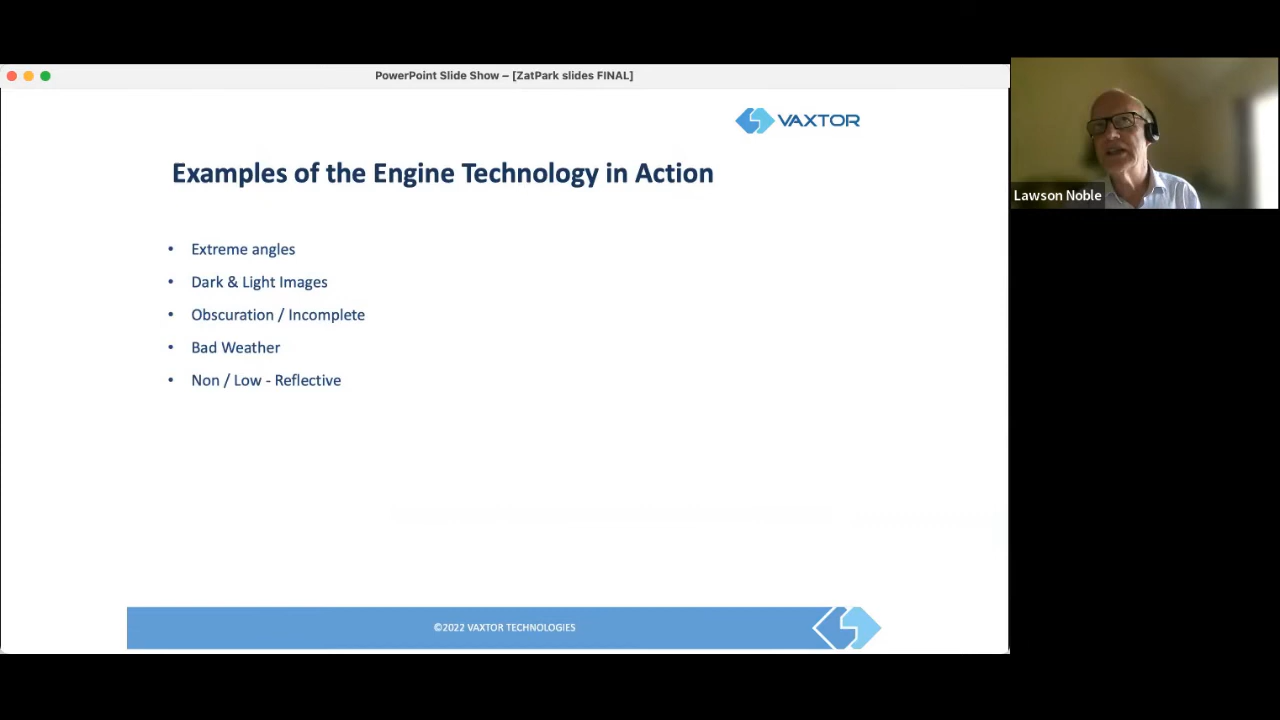 PowerPoint Slide Show – [ZatPark slides FINAL]
VAXTOR
Examples of the Engine Technology in Action
• Extreme angles
• Dark & Light Images
• Obscuration / Incomplete
• Bad Weather
• Non / Low - Reflective
©2022 VAXTOR TECHNOLOGIES
Lawson Noble